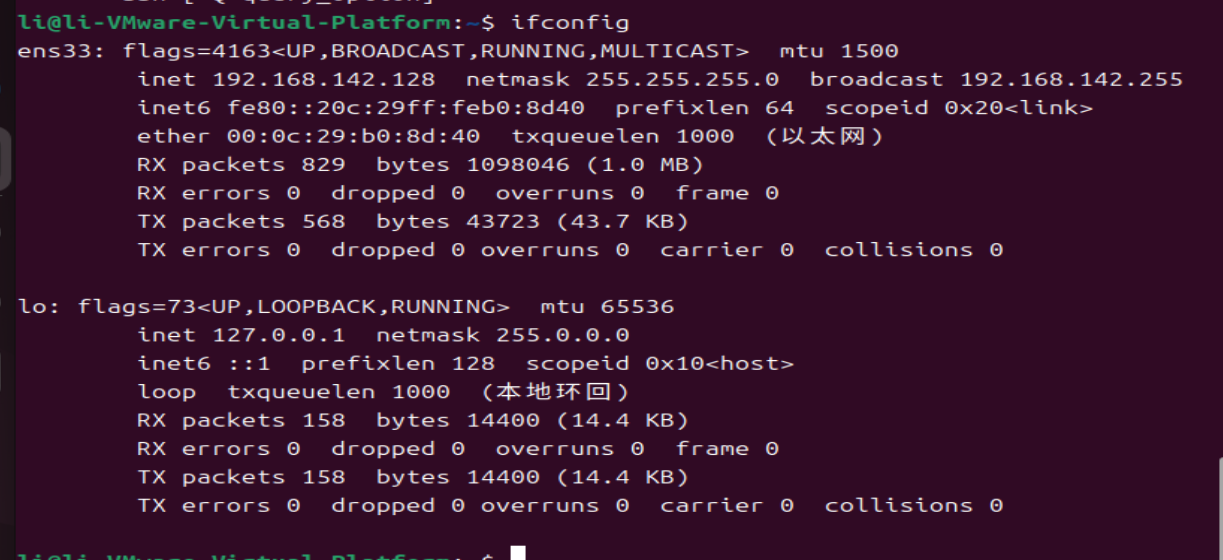 li@li-VMware-Virtual-Platform:~$ ifconfig
ens33: flags=4163<UP,BROADCAST,RUNNING,MULTICAST>  mtu 1500
        inet 192.168.142.128  netmask 255.255.255.0  broadcast 192.168.142.255
        inet6 fe80::20c:29ff:feb0:8d40  prefixlen 64  scopeid 0x20<link>
        ether 00:0c:29:b0:8d:40  txqueuelen 1000  (以太网)
        RX packets 829  bytes 1098046 (1.0 MB)
        RX errors 0  dropped 0  overruns 0  frame 0
        TX packets 568  bytes 43723 (43.7 KB)
        TX errors 0  dropped 0 overruns 0  carrier 0  collisions 0
lo: flags=73<UP,LOOPBACK,RUNNING>  mtu 65536
        inet 127.0.0.1  netmask 255.0.0.0
        inet6 ::1  prefixlen 128  scopeid 0x10<host>
        loop  txqueuelen 1000  (本地环回)
        RX packets 158  bytes 14400 (14.4 KB)
        RX errors 0  dropped 0  overruns 0  frame 0
        TX packets 158  bytes 14400 (14.4 KB)
        TX errors 0  dropped 0 overruns 0  carrier 0  collisions 0
li@li-VMware-Virtual-Platform:~$